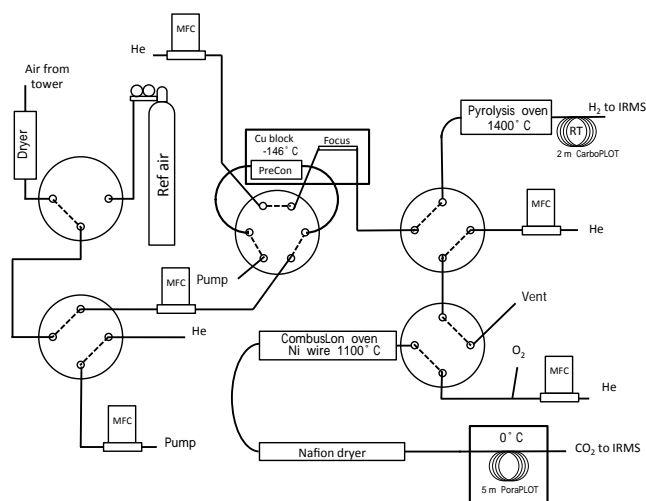 MFC
He
Air from
tower
Dryer
Ref air
Cu block
-146˚ C
Focus
PreCon
Pyrolysis oven
1400˚ C
H2 to IRMS
RT
2 m CarboPLOT
MFC
He
Pump
MFC
He
Vent
CombusLon oven
Ni wire 1100˚ C
O2
MFC
He
MFC
Pump
Nafion dryer
0˚ C
CO2 to IRMS
5 m PoraPLOT